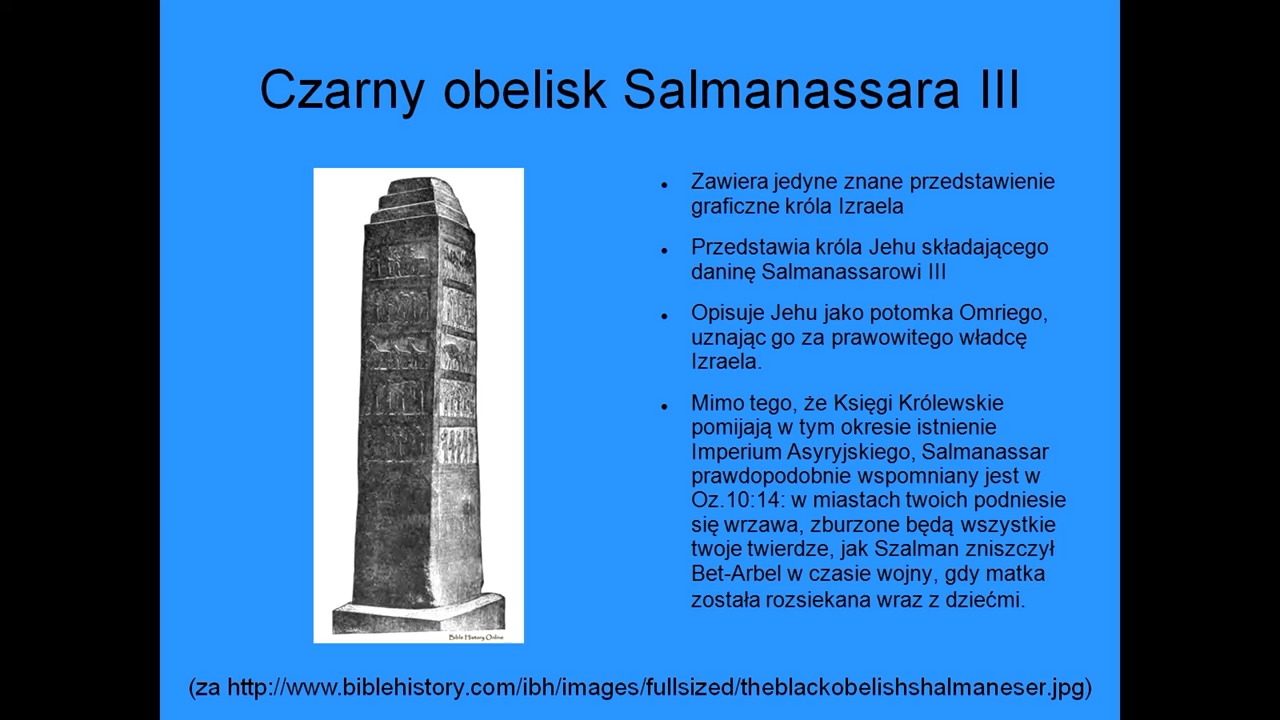 Czarny obelisk Salmanassara III
Zawiera jedyne znane przedstawienie
graficzne króla Izraela
Przedstawia króla Jehu składającego
daninę Salmanassarowi III
Opisuje Jehu jako potomka Omriego,
uznając go za prawowitego władcę
Izraela.
Mimo tego, że Księgi Królewskie
pomijają w tym okresie istnienie
Imperium Asyryjskiego, Salmanassar
prawdopodobnie wspomniany jest w
Oz.10:14: w miastach twoich podniesie
się wrzawa, zburzone będą wszystkie
twoje twierdze, jak Szalman zniszczył
Bet-Arbel w czasie wojny, gdy matka
została rozsiekana wraz z dziećmi.
Bible History Online
(za http://www.biblehistory.com/ibh/images/fullsized/theblackobelishshalmaneser.jpg)